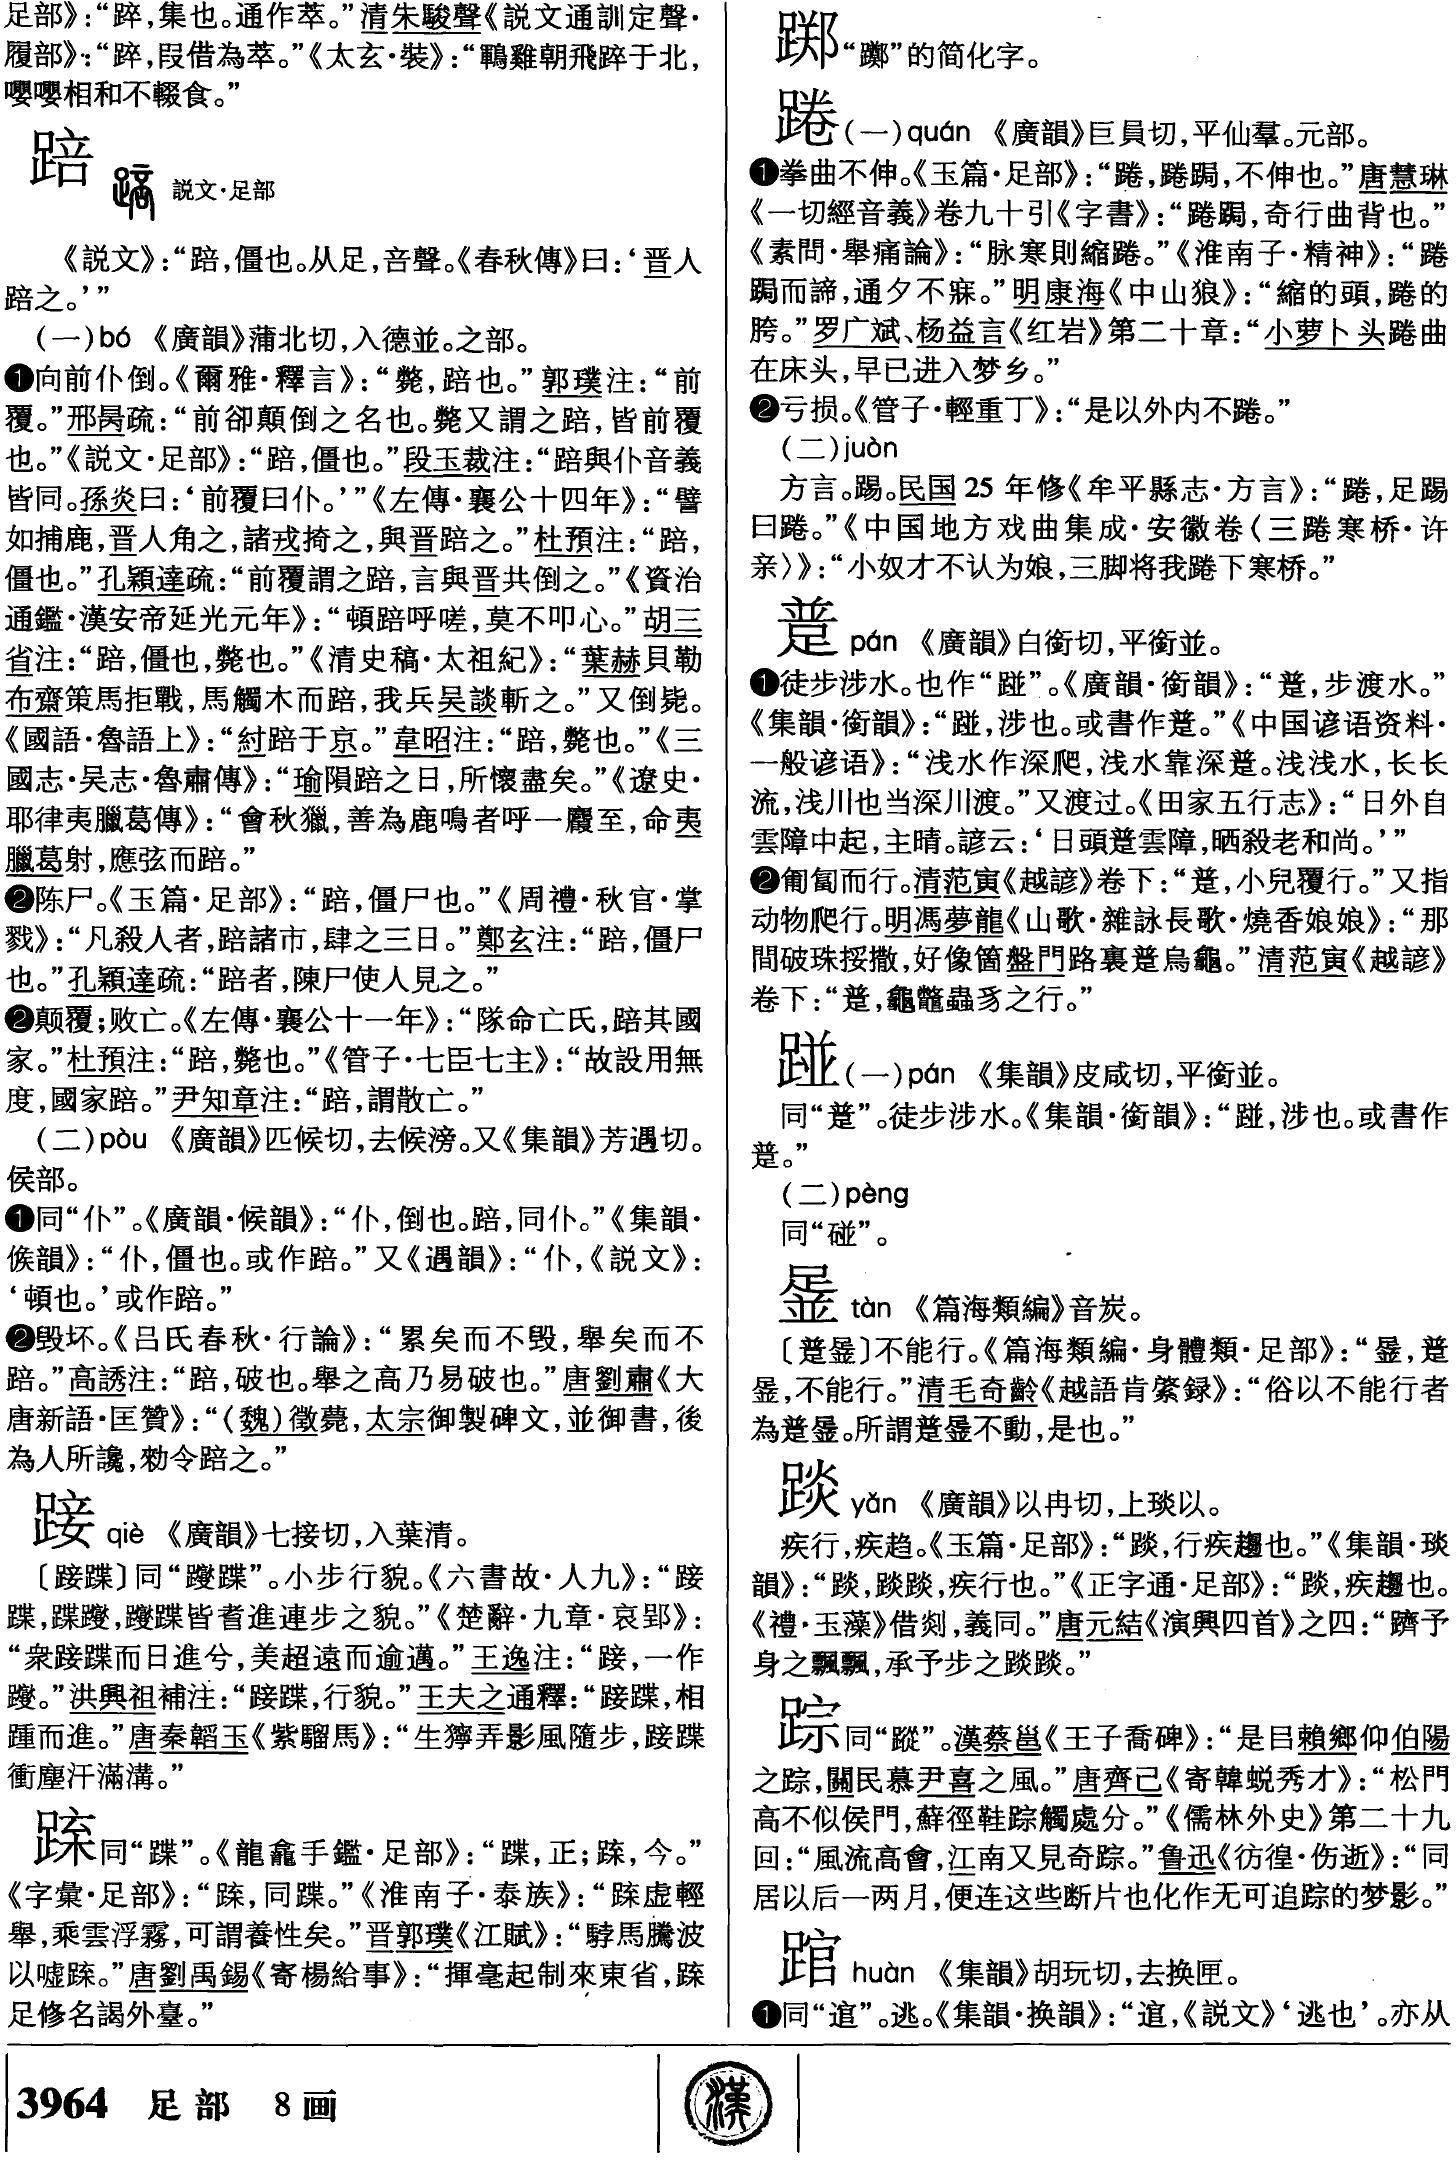 足部》：“踤，集也。通作萃。”清朱駿聲《説文通訓定聲·
履部》：“踤，叚借為萃。”《太玄·裝》：“鶤雞朝飛踤于北，
嚶嚶相和不輟食。”
踣
説文·足部
《説文》：“踣，僵也。从足，咅聲。《春秋傳》曰：‘晋人
踣之。’”
(一)bó 《廣韻》蒲北切，入德並。之部。
❶向前仆倒。《爾雅·釋言》：“斃，踣也。”郭璞注：“前
覆。”邢昺疏：“前卻顛倒之名也。斃又謂之踣，皆前覆
也。”《説文·足部》：“踣，僵也。”段玉裁注：“踣與仆音義
皆同。孫炎曰：‘前覆曰仆。’”《左傳·襄公十四年》：“譬
如捕鹿，晋人角之，諸戎掎之，與晋踣之。”杜預注：“踣，
僵也。”孔穎達疏：“前覆謂之踣，言與晋共倒之。”《資治
通鑑·漢安帝延光元年》：“頓踣呼嗟，莫不叩心。”胡三
省注：“踣，僵也，斃也。”《清史稿·太祖紀》：“葉赫貝勒
布齋策馬拒戰，馬觸木而踣，我兵吴談斬之。”又倒毙。
《國語·魯語上》：“紂踣于京。”韋昭注：“踣，斃也。”《三
國志·吴志·魯肅傳》：“瑜隕踣之日，所懷盡矣。”《遼史·
耶律夷臘葛傳》：“會秋獵，善為鹿鳴者呼一麚至，命夷
臘葛射，應弦而踣。”
❷陈尸。《玉篇·足部》：“踣，僵尸也。”《周禮·秋官·掌
戮》：“凡殺人者，踣諸市，肆之三日。”鄭玄注：“踣，僵尸
也。”孔穎達疏：“踣者，陳尸使人見之。”
❷颠覆；败亡。《左傳·襄公十一年》：“隊命亡氏，踣其國
家。”杜預注：“踣，斃也。”《管子·七臣七主》：“故設用無
度，國家踣。”尹知章注：“踣，謂散亡。”
(二)pòu 《廣韻》匹候切，去候滂。又《集韻》芳遇切。
侯部。
❶同“仆”。《廣韻·候韻》：“仆，倒也。踣，同仆。”《集韻·
候韻》：“仆，僵也。或作踣。”又《遇韻》：“仆，《説文》：
‘頓也。’或作踣。”
❷毁坏。《吕氏春秋·行論》：“累矣而不毁，舉矣而不
踣。”高誘注：“踣，破也。舉之高乃易破也。”唐劉肅《大
唐新語·匡贊》：“(魏)徵薨，太宗御製碑文，並御書，後
為人所讒，勑令踣之。”
踥 qiè 《廣韻》七接切，入葉清。
〔踥蹀〕同“躞蹀”。小步行貌。《六書故·人九》：“踥
蹀，蹀躞，躞蹀皆耆進連步之貌。”《楚辭·九章·哀郢》：
“衆踥蹀而日進兮，美超遠而逾邁。”王逸注：“踥，一作
躞。”洪興祖補注：“踥蹀，行貌。”王夫之通釋：“踥蹀，相
踵而進。”唐秦韜玉《紫騮馬》：“生獰弄影風隨步，踥蹀
衝塵汗滿溝。”
䠟同“蹀”。《龍龕手鑑·足部》：“蹀，正；䠟，今。”
《字彙·足部》：“䠟，同蹀。”《淮南子·泰族》：“䠟虚輕
舉，乘雲浮霧，可謂養性矣。”晋郭璞《江賦》：“騂馬騰波
以嘘䠟。”唐劉禹錫《寄楊給事》：“揮毫起制來東省，䠟
足修名謁外臺。”
踯“躑”的简化字。
踡(一)quán 《廣韻》巨員切，平仙羣。元部。
❶拳曲不伸。《玉篇·足部》：“踡，踡跼，不伸也。”唐慧琳
《一切經音義》卷九十引《字書》：“踡跼，奇行曲背也。”
《素問·舉痛論》：“脉寒則縮踡。”《淮南子·精神》：“踡
跼而諦，通夕不寐。”明康海《中山狼》：“縮的頭，踡的
胯。”罗广斌、杨益言《红岩》第二十章：“小萝卜头踡曲
在床头，早已进入梦乡。”
❷亏损。《管子·輕重丁》：“是以外内不踡。”
(二)juòn
方言。踢。民国25年修《牟平縣志·方言》：“踡，足踢
曰踡。”《中国地方戏曲集成·安徽卷〈三踡寒桥·许
亲〉》：“小奴才不认为娘，三脚将我踡下寒桥。”
踫 pán 《廣韻》白銜切，平銜並。
❶徒步涉水。也作“踫”。《廣韻·銜韻》：“𨂝，步渡水。”
《集韻·銜韻》：“踫，涉也。或書作𨂝。”《中国谚语资料·
一般谚语》：“浅水作深爬，浅水靠深𨂝。浅浅水，长长
流，浅川也当深川渡。”又渡过。《田家五行志》：“日外自
雲障中起，主晴。諺云：‘日頭𨂝雲障，晒殺老和尚。’”
❷匍匐而行。清范寅《越諺》卷下：“𨂝，小兒覆行。”又指
动物爬行。明馮夢龍《山歌·雜詠長歌·燒香娘娘》：“那
間破珠挼撒，好像箇盤門路裏𨂝烏龜。”清范寅《越諺》
卷下：“𨂝，龜鼈蟲豸之行。”
踫(一)pán 《集韻》皮咸切，平銜並。
同“𨂝”。徒步涉水。《集韻·銜韻》：“踫，涉也。或書作
𨂝。”
(二)pèng
同“碰”。
tàn 《篇海類編》音炭。
不能行。《篇海類編·身體類·足部》：
不能行。”清毛奇齡《越語肯綮録》：“俗以不能行者
不動，是也。”
踿 yǎn 《廣韻》以冉切，上琰以。
疾行，疾趋。《玉篇·足部》：“䠨，行疾趨也。”《集韻·琰
韻》：“䠨，䠨䠨，疾行也。”《正字通·足部》：“䠨，疾趨也。
《禮·玉藻》借剡，義同。”唐元結《演興四首》之四：“躋予
身之飄飄，承予步之䠨䠨。”
踪同“蹤”。漢蔡邕《王子喬碑》：“是㠯賴鄉仰伯陽
之踪，關民慕尹喜之風。”唐齊己《寄韓蜕秀才》：“松門
高不似侯門，蘚徑鞋踪觸處分。”《儒林外史》第二十九
回：“風流高會，江南又見奇踪。”鲁迅《彷徨·伤逝》：“同
居以后一两月，便连这些断片也化作无可追踪的梦影。”
䠉 huàn 《集韻》胡玩切，去换匣。
❶同“逭”。逃。《集韻·换韻》：“逭，《説文》‘逃也’。亦从
3964 足部 8画
漢